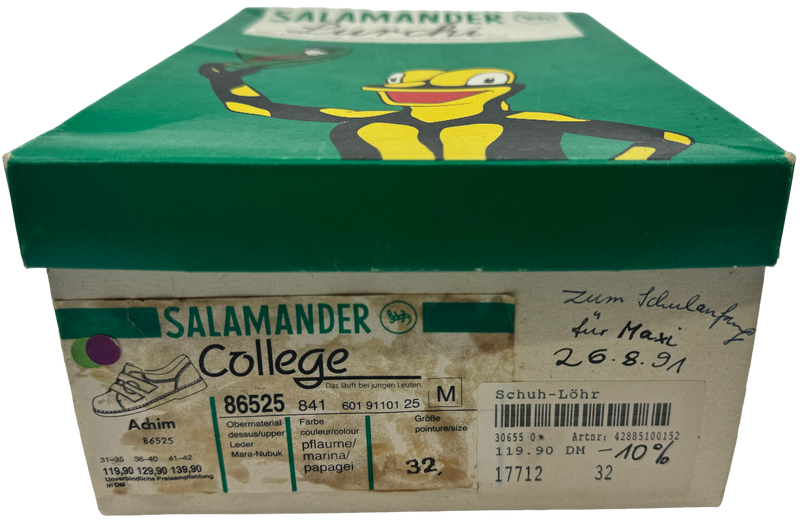 SALAMANDER
Lurchi
zum Schulanfang
für Maxi
26.8.91
SALAMANDER
College
Das läuft bei jungen Leuten.
86525 841 601 91101 25 M
Achim
86525
31-35 36-40 41-42
119,90 129,90 139,90
Unverbindliche Preisempfehlung
in DM
Obermaterial
dessus/upper
Leder
Mara-Nubuk
Farbe
couleur/colour
pflaume/
marina/
papagei
Größe
pointure/size
32
Schuh-Löhr
30655 0* Artnr: 42885100152
119.90 DM -10%
17712 32